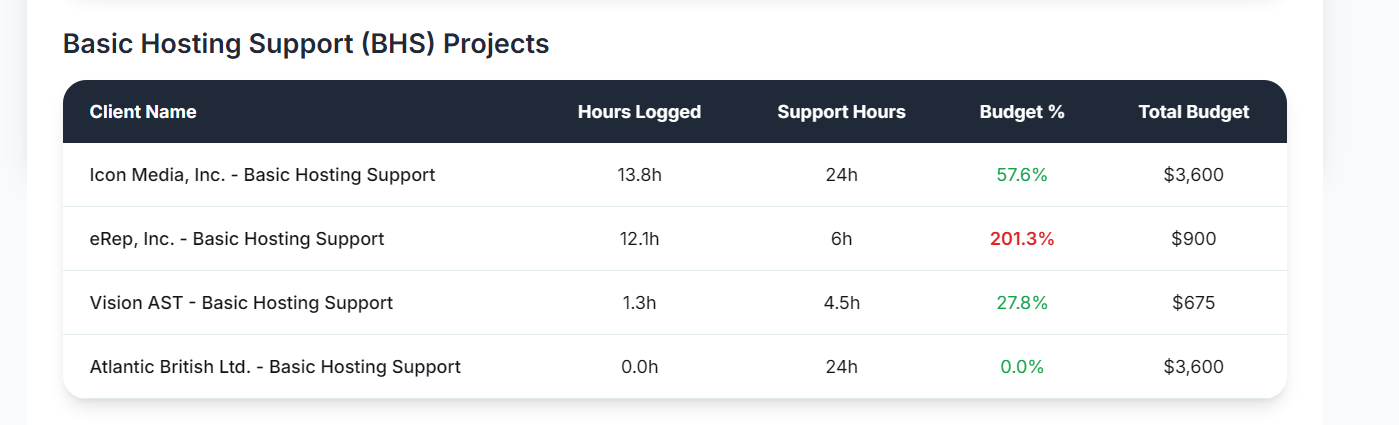 Basic Hosting Support (BHS) Projects
Client Name Hours Logged Support Hours Budget % Total Budget
Icon Media, Inc. - Basic Hosting Support 13.8h 24h 57.6% $3,600
eRep, Inc. - Basic Hosting Support 12.1h 6h 201.3% $900
Vision AST - Basic Hosting Support 1.3h 4.5h 27.8% $675
Atlantic British Ltd. - Basic Hosting Support 0.0h 24h 0.0% $3,600